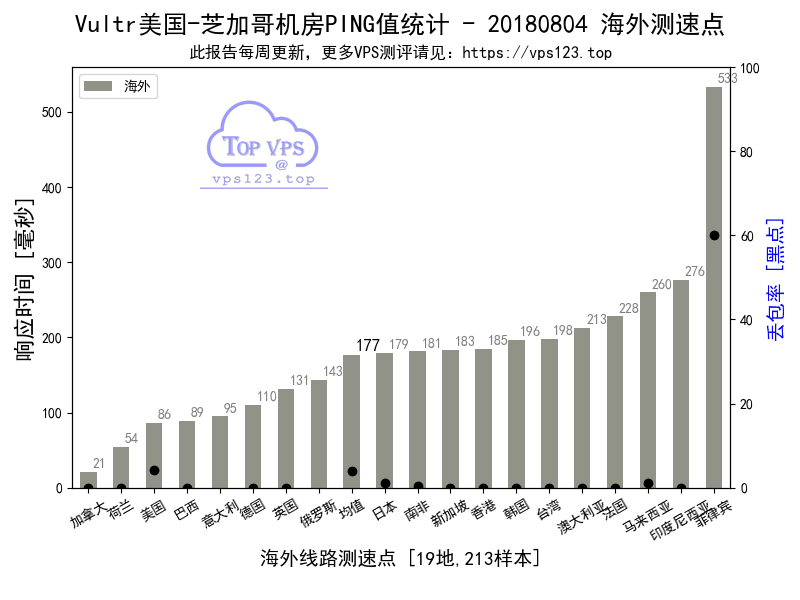 Vultr美国-芝加哥机房PING值统计 - 20180804 海外测速点
此报告每周更新，更多VPS测评请见：https://vps123.top
海外
TOP VPS
@
vps123.top
响应时间 [毫秒]
500
400
300
200
100
0
21
54
86
89
95
110
131
143
177
179
181
183
185
196
198
213
228
260
276
533
100
80
60
40
20
0
丢包率 [黑点]
加拿大
荷兰
美国
巴西
意大利
德国
英国
俄罗斯
均值
日本
南非
新加坡
香港
韩国
台湾
澳大利亚
法国
马来西亚
印度尼西亚
菲律宾
海外线路测速点 [19地,213样本]